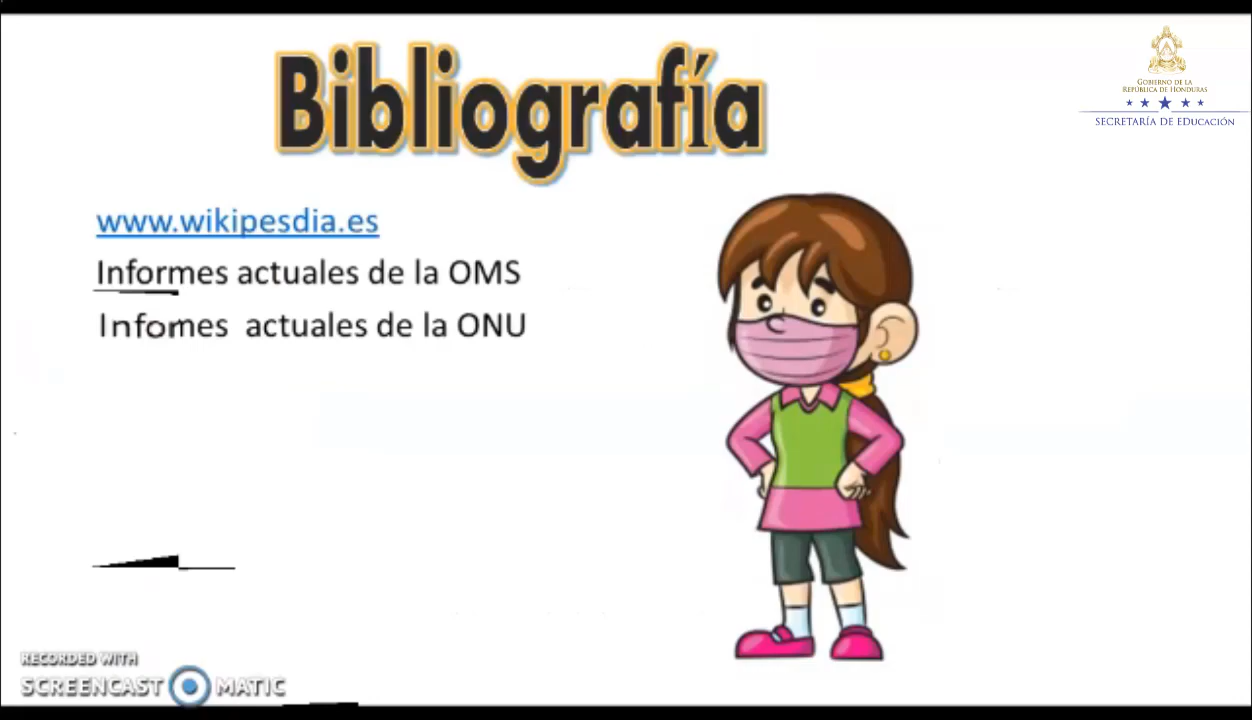 Bibliografía
GOBIERNO DE LA
REPÚBLICA DE HONDURAS
SECRETARÍA DE EDUCACIÓN
www.wikipesdia.es
Informes actuales de la OMS
Informes actuales de la ONU
RECORDED WITH
SCREENCAST MATIC